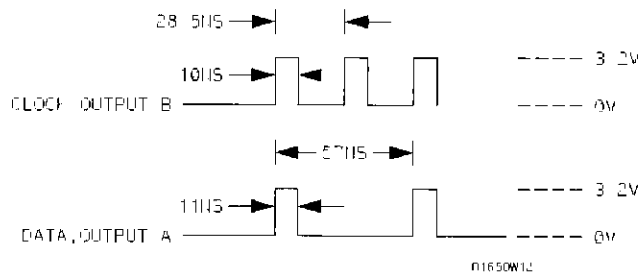 28.5NS
3.2V
10NS
CLOCK, OUTPUT B
0V
57NS
3.2V
11NS
DATA, OUTPUT A
0V
01650W12